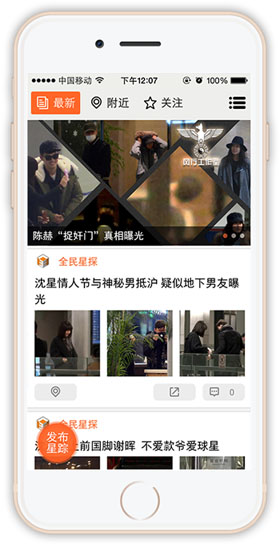 中国移动 下午12:07 100%
最新 附近 关注
陈赫“捉奸门”真相曝光
全民星探
沈星情人节与神秘男抵沪 疑似地下男友曝
光
0
全民星探
上前国脚谢晖 不爱款爷爱球星
发布
星踪